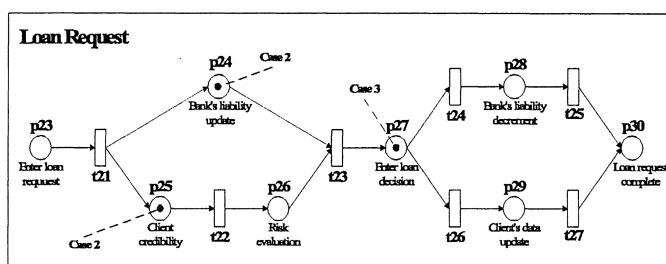 Loan Request
p24
Case 2
Bank's liability
update
p23
Enter loan
requuest
t21
p25
Client
credibility
Case 2
t22
p26
Risk
evaluation
t23
Case 3
p27
Enter loan
decision
t24
p28
Bank's liability
decrement
t25
t26
p29
Client's data
update
t27
p30
Loan request
complete